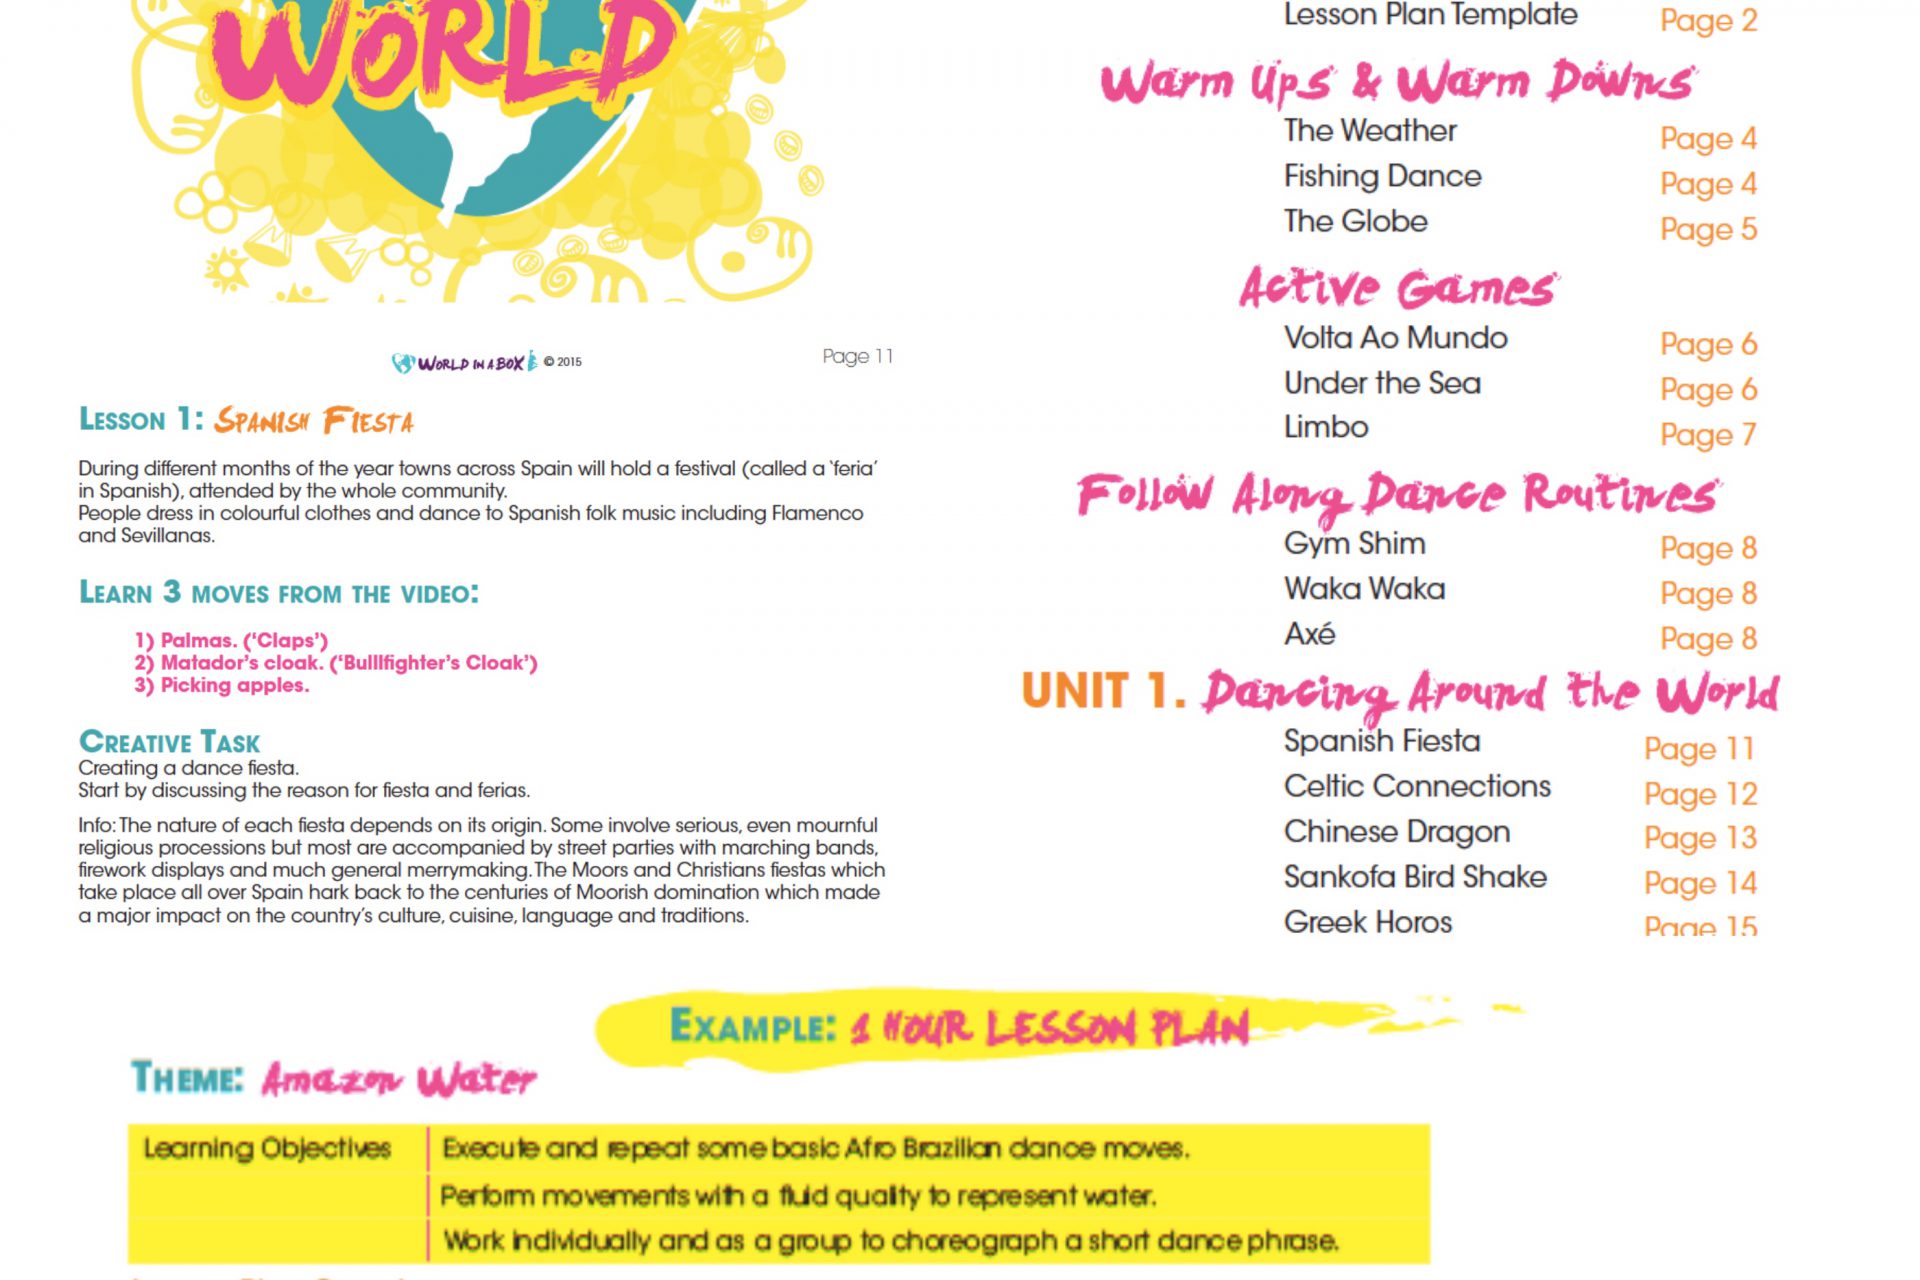 WORLD
WORLD IN A BOX © 2015
Page 11
LESSON 1: SPANISH FIESTA
During different months of the year towns across Spain will hold a festival (called a ‘feria’
in Spanish), attended by the whole community.
People dress in colourful clothes and dance to Spanish folk music including Flamenco
and Sevillanas.
LEARN 3 MOVES FROM THE VIDEO:
1) Palmas. (‘Claps’)
2) Matador’s cloak. (‘Bulllfighter’s Cloak’)
3) Picking apples.
CREATIVE TASK
Creating a dance fiesta.
Start by discussing the reason for fiesta and ferias.
Info: The nature of each fiesta depends on its origin. Some involve serious, even mournful
religious processions but most are accompanied by street parties with marching bands,
firework displays and much general merrymaking. The Moors and Christians fiestas which
take place all over Spain hark back to the centuries of Moorish domination which made
a major impact on the country’s culture, cuisine, language and traditions.
Lesson Plan Template Page 2
Warm Ups & Warm Downs
The Weather Page 4
Fishing Dance Page 4
The Globe Page 5
Active Games
Volta Ao Mundo Page 6
Under the Sea Page 6
Limbo Page 7
Follow Along Dance Routines
Gym Shim Page 8
Waka Waka Page 8
Axé Page 8
UNIT 1. Dancing Around the World
Spanish Fiesta Page 11
Celtic Connections Page 12
Chinese Dragon Page 13
Sankofa Bird Shake Page 14
Greek Horos Page 15
EXAMPLE: 1 HOUR LESSON PLAN
THEME: Amazon Water
Learning Objectives Execute and repeat some basic Afro Brazilian dance moves.
Perform movements with a fluid quality to represent water.
Work individually and as a group to choreograph a short dance phrase.